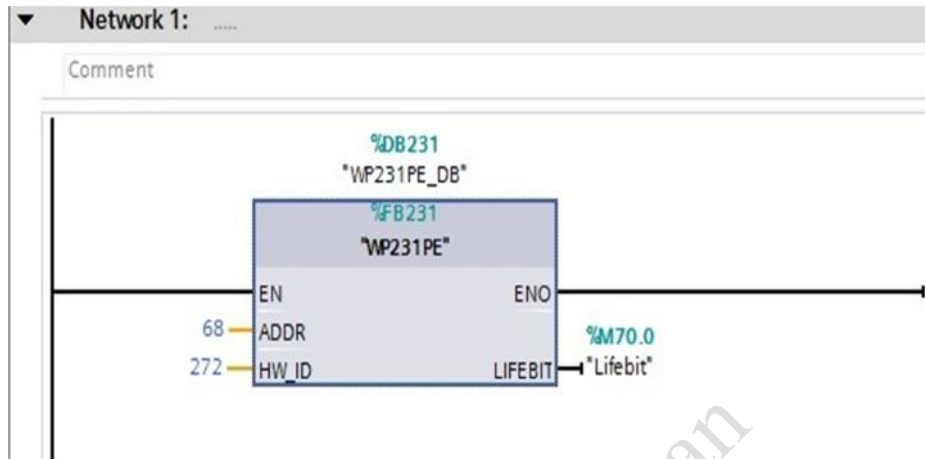 Network 1: .....
Comment
%DB231
"WP231PE_DB"
%FB231
"WP231PE"
EN ENO
68 ADDR
%M70.0
272 HW_ID LIFEBIT "Lifebit"